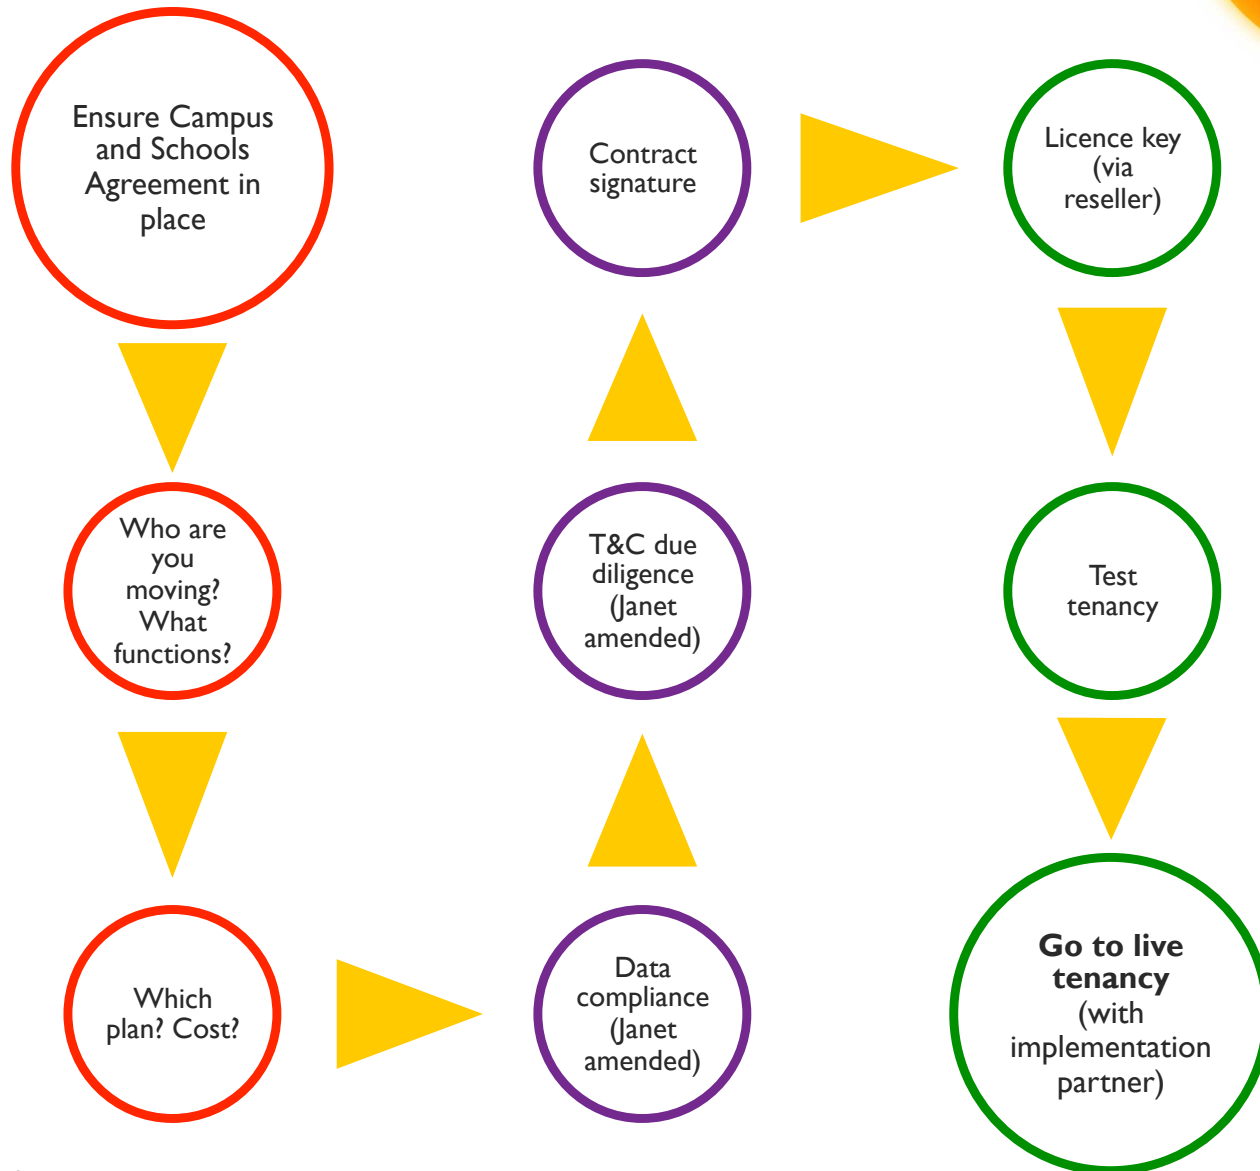 Ensure Campus
and Schools
Agreement in
place
Who are
you
moving?
What
functions?
Which
plan? Cost?
Data
compliance
(Janet
amended)
T&C due
diligence
(Janet
amended)
Contract
signature
Licence key
(via
reseller)
Test
tenancy
Go to live
tenancy
(with
implementation
partner)